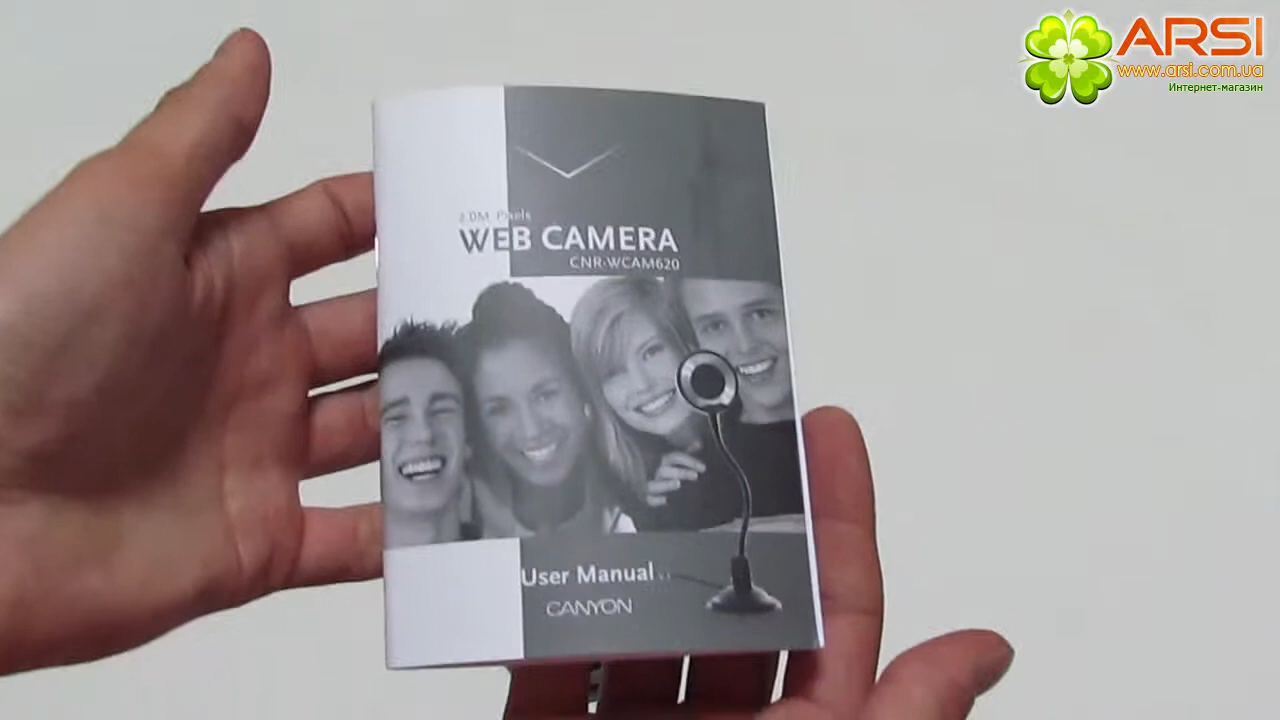 ARSI
www.arsi.com.ua
Интернет-магазин
2.0M Pixels
WEB CAMERA
CNR-WCAM620
User Manual
CANYON